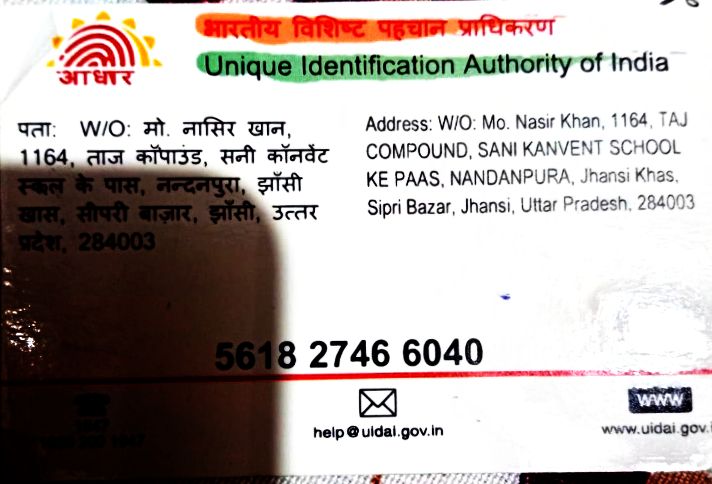 भारतीय विशिष्ट पहचान प्राधिकरण
Unique Identification Authority of India
आधार
पता: W/O: मो. नासिर खान,
1164, ताज कॉपाउंड, सनी कॉनवेंट
स्कूल के पास, नन्दनपुरा, झाँसी
खास, सीपरी बाज़ार, झाँसी, उत्तर
प्रदेश, 284003
Address: W/O: Mo. Nasir Khan, 1164, TAJ
COMPOUND, SANI KANVENT SCHOOL
KE PAAS, NANDANPURA, Jhansi Khas,
Sipri Bazar, Jhansi, Uttar Pradesh, 284003
5618 2746 6040
help@uidai.gov.in
WWW
www.uidai.gov.i